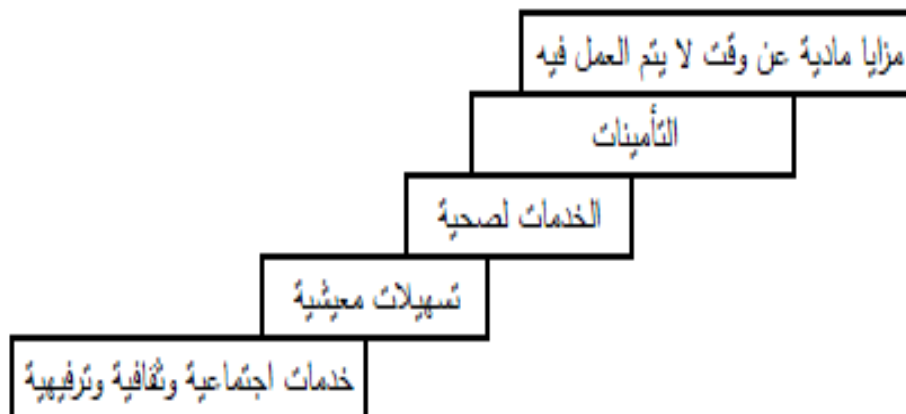 مزايا مادية عن وقت لا يتم العمل فيه
التأمينات
الخدمات لصحية
تسهيلات معيشية
خدمات اجتماعية وثقافية وترفيهية